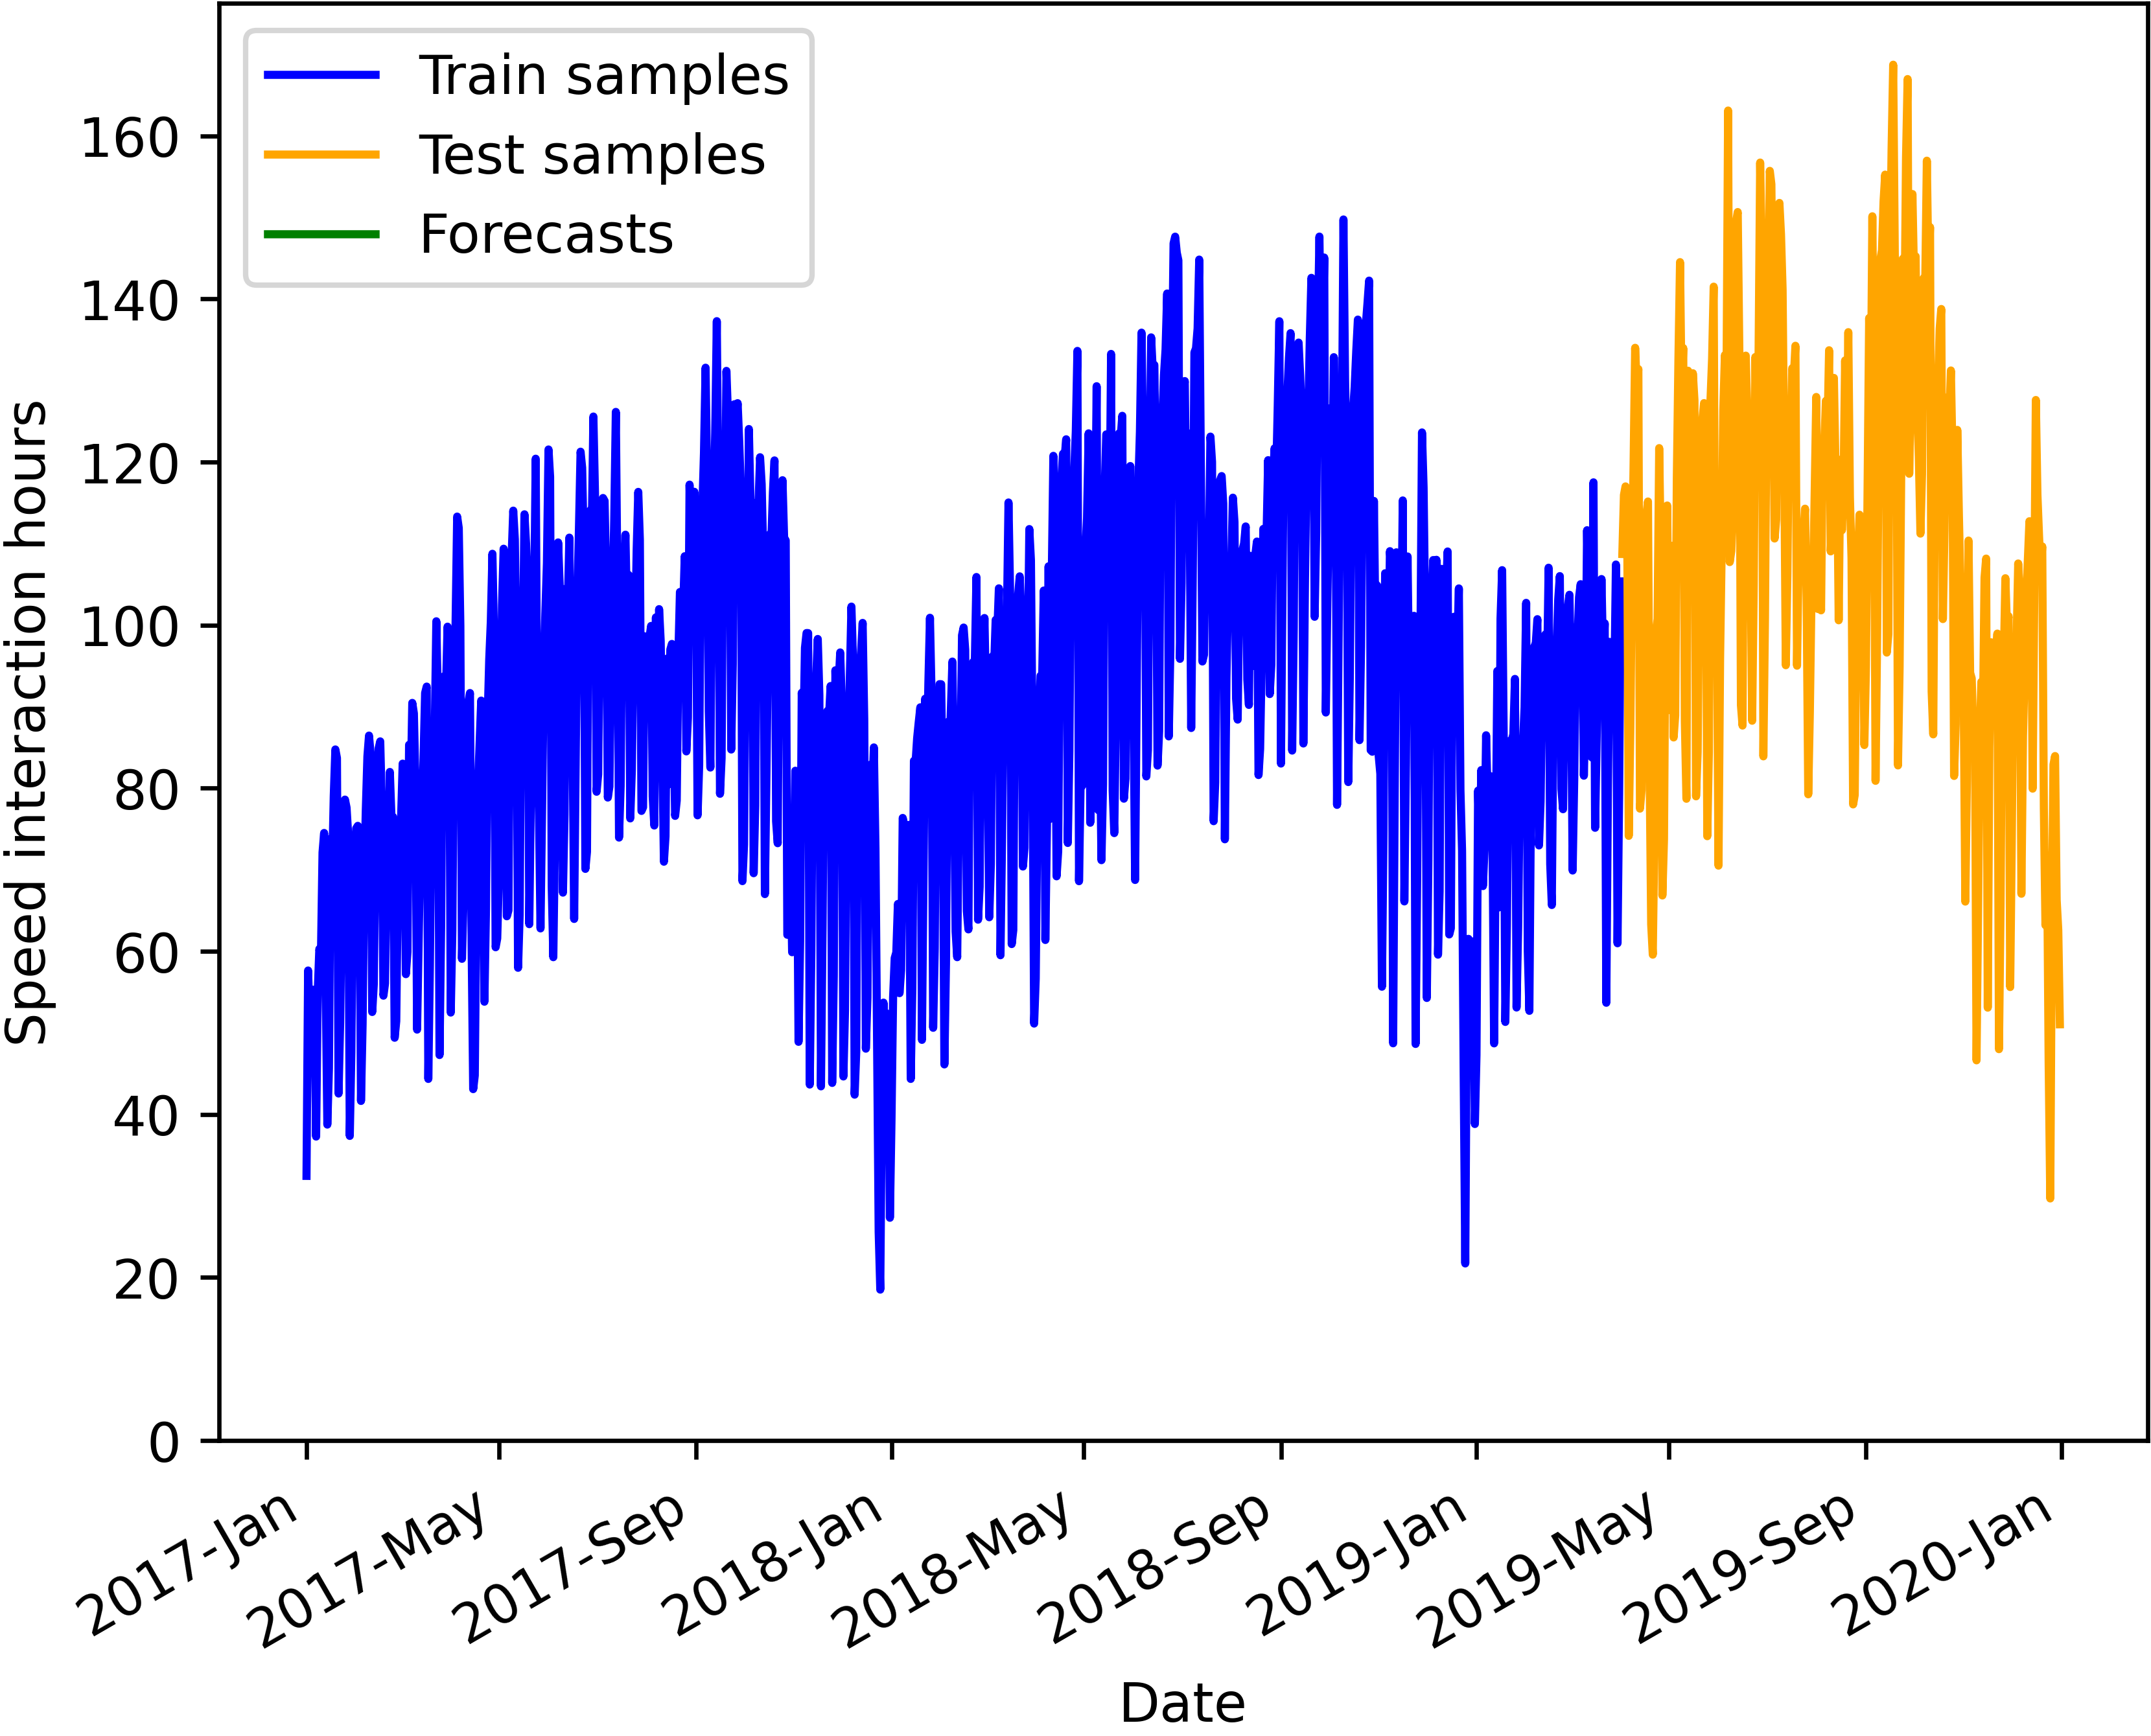 Train samples
Test samples
Forecasts
160
140
120
100
80
60
40
20
0
Speed interaction hours
2017-Jan
2017-May
2017-Sep
2018-Jan
2018-May
2018-Sep
2019-Jan
2019-May
2019-Sep
2020-Jan
Date